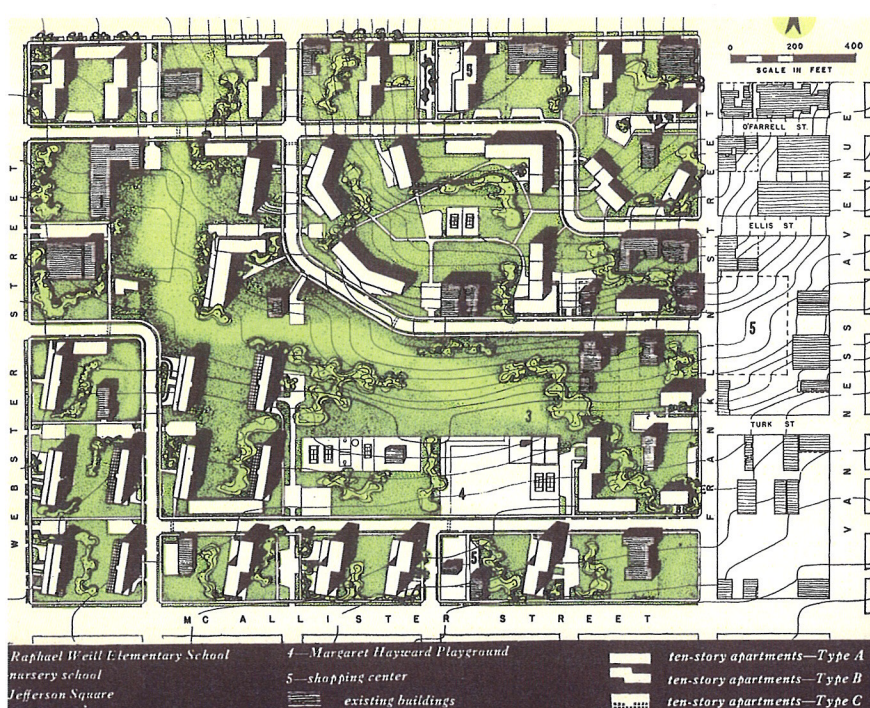 0 200 400
SCALE IN FEET
5
O'FARRELL ST.
1
ELLIS ST
5
3
TURK ST
4
5
WEBSTER STREET
FRANKLIN STREET
VAN NESS AVENUE
MCALLISTER STREET
Raphael Weill Elementary School
nursery school
Jefferson Square
4—Margaret Hayward Playground
5—shopping center
existing buildings
ten-story apartments—Type A
ten-story apartments—Type B
ten-story apartments—Type C